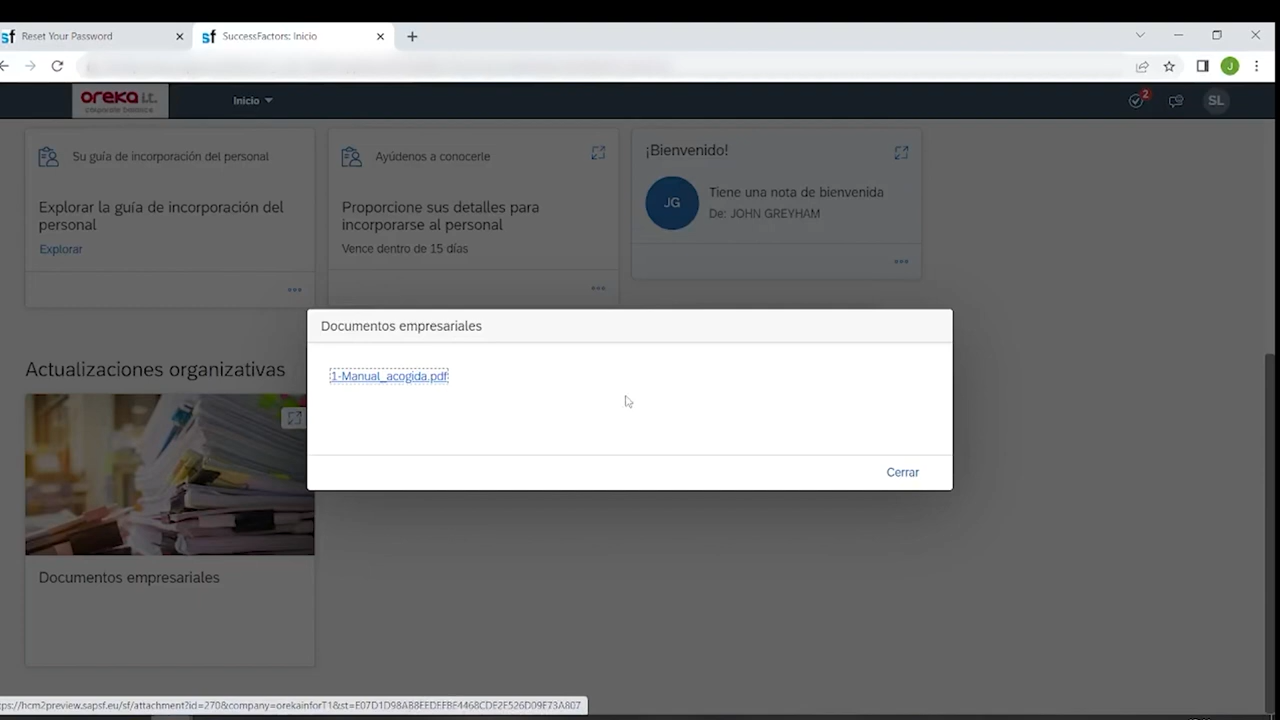 Reset Your Password
SuccessFactors: Inicio
oreka i.t.
Inicio
2
SL
Su guía de incorporación del personal
Explorar la guía de incorporación del
personal
Explorar
Ayúdenos a conocerle
Proporcione sus detalles para
incorporarse al personal
Vence dentro de 15 días
¡Bienvenido!
JG
Tiene una nota de bienvenida
De: JOHN GREYHAM
Documentos empresariales
1-Manual_acogida.pdf
Cerrar
Actualizaciones organizativas
Documentos empresariales
tps://hcm2preview.sapsf.eu/sf/attachment?id=270&company=orekainforT1&st=E07D1D98AB8EEDEFBF4468CDF2F526D09F73A807